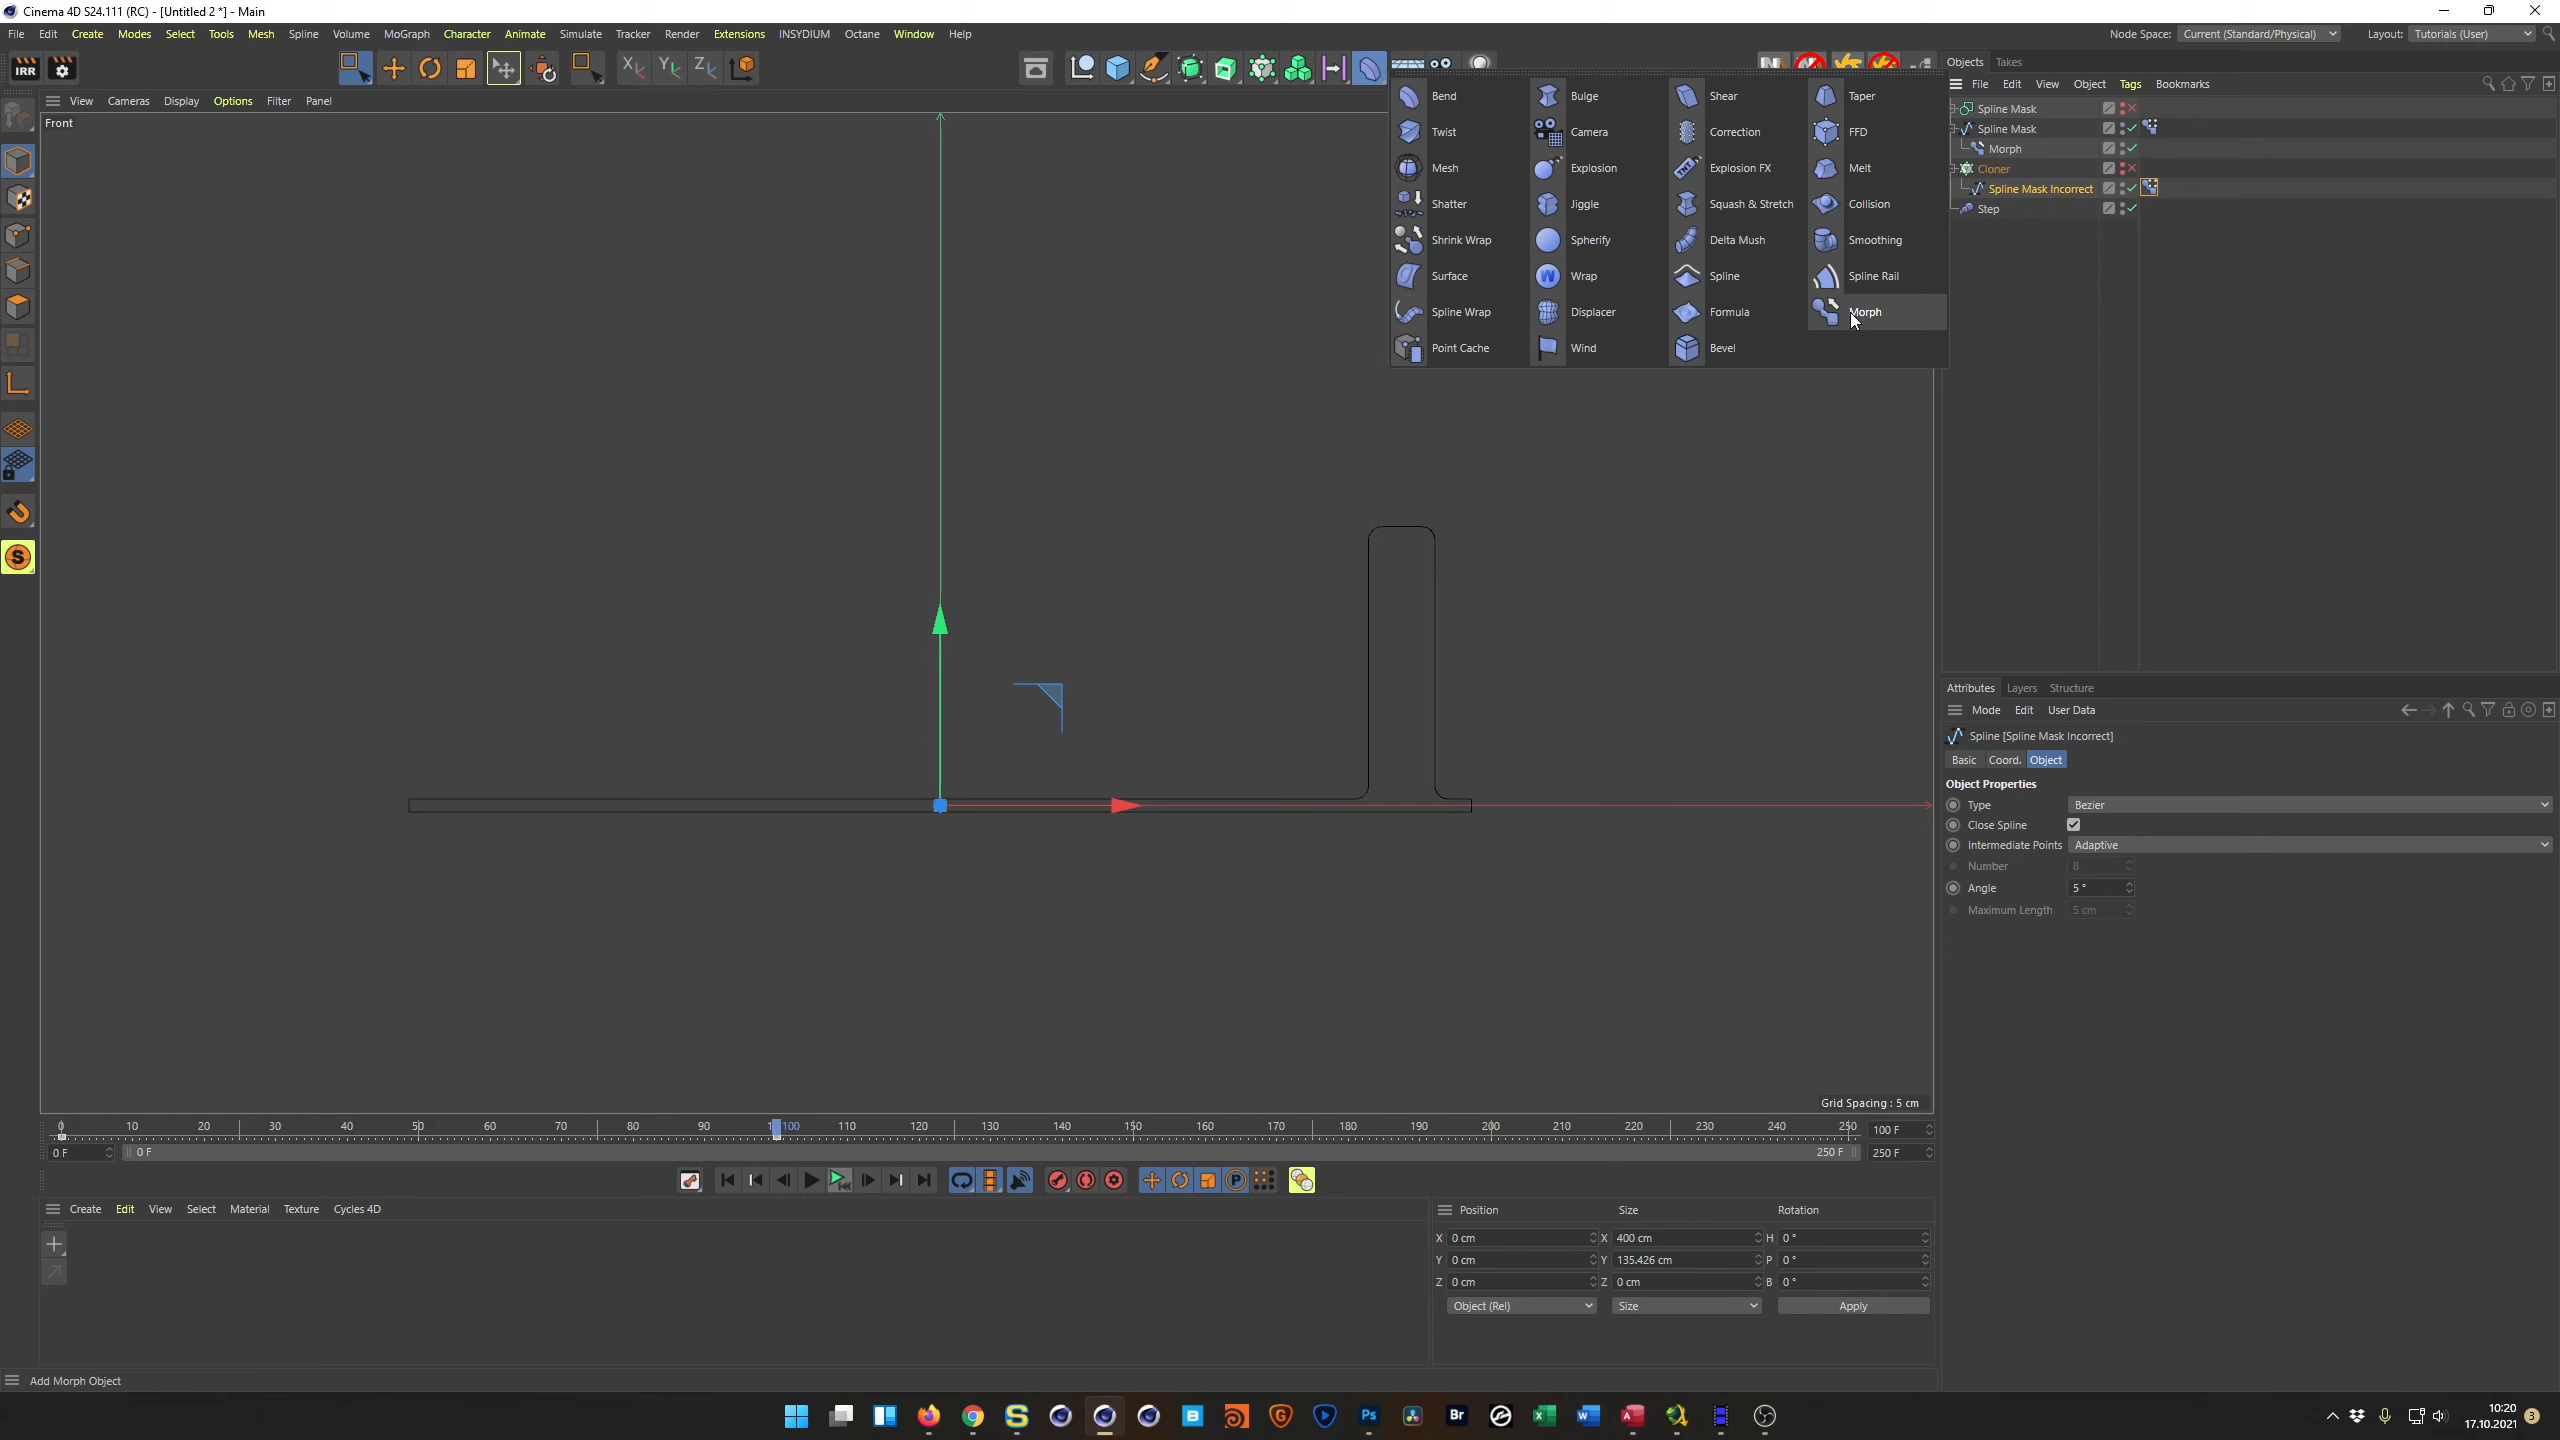 Cinema 4D S24.111 (RC) - [Untitled 2 *] - Main
File Edit Create Modes Select Tools Mesh Spline Volume MoGraph Character Animate Simulate Tracker Render Extensions INSYDIUM Octane Window Help
Node Space: Current (Standard/Physical) Layout: Tutorials (User)
IRR
X Y Z
Objects Takes
View Cameras Display Options Filter Panel
File Edit View Object Tags Bookmarks
Front
Bend Bulge Shear Taper
Twist Camera Correction FFD
Mesh Explosion Explosion FX Melt
Shatter Jiggle Squash & Stretch Collision
Shrink Wrap Spherify Delta Mush Smoothing
Surface Wrap Spline Spline Rail
Spline Wrap Displacer Formula Morph
Point Cache Wind Bevel
Spline Mask
Spline Mask
Morph
Cloner
Spline Mask Incorrect
Step
S
Attributes Layers Structure
Mode Edit User Data
Spline [Spline Mask Incorrect]
Basic Coord. Object
Object Properties
Type Bezier
Close Spline
Intermediate Points Adaptive
Number 8
Angle 5 °
Maximum Length 5 cm
Grid Spacing : 5 cm
0 10 20 30 40 50 60 70 80 90 100 110 120 130 140 150 160 170 180 190 200 210 220 230 240 250 100 F
0 F 0 F 250 F 250 F
Create Edit View Select Material Texture Cycles 4D
Position Size Rotation
X 0 cm X 400 cm H 0 °
Y 0 cm Y 135.426 cm P 0 °
Z 0 cm Z 0 cm B 0 °
Object (Rel) Size Apply
Add Morph Object
Ps Br
10:20
17.10.2021
3